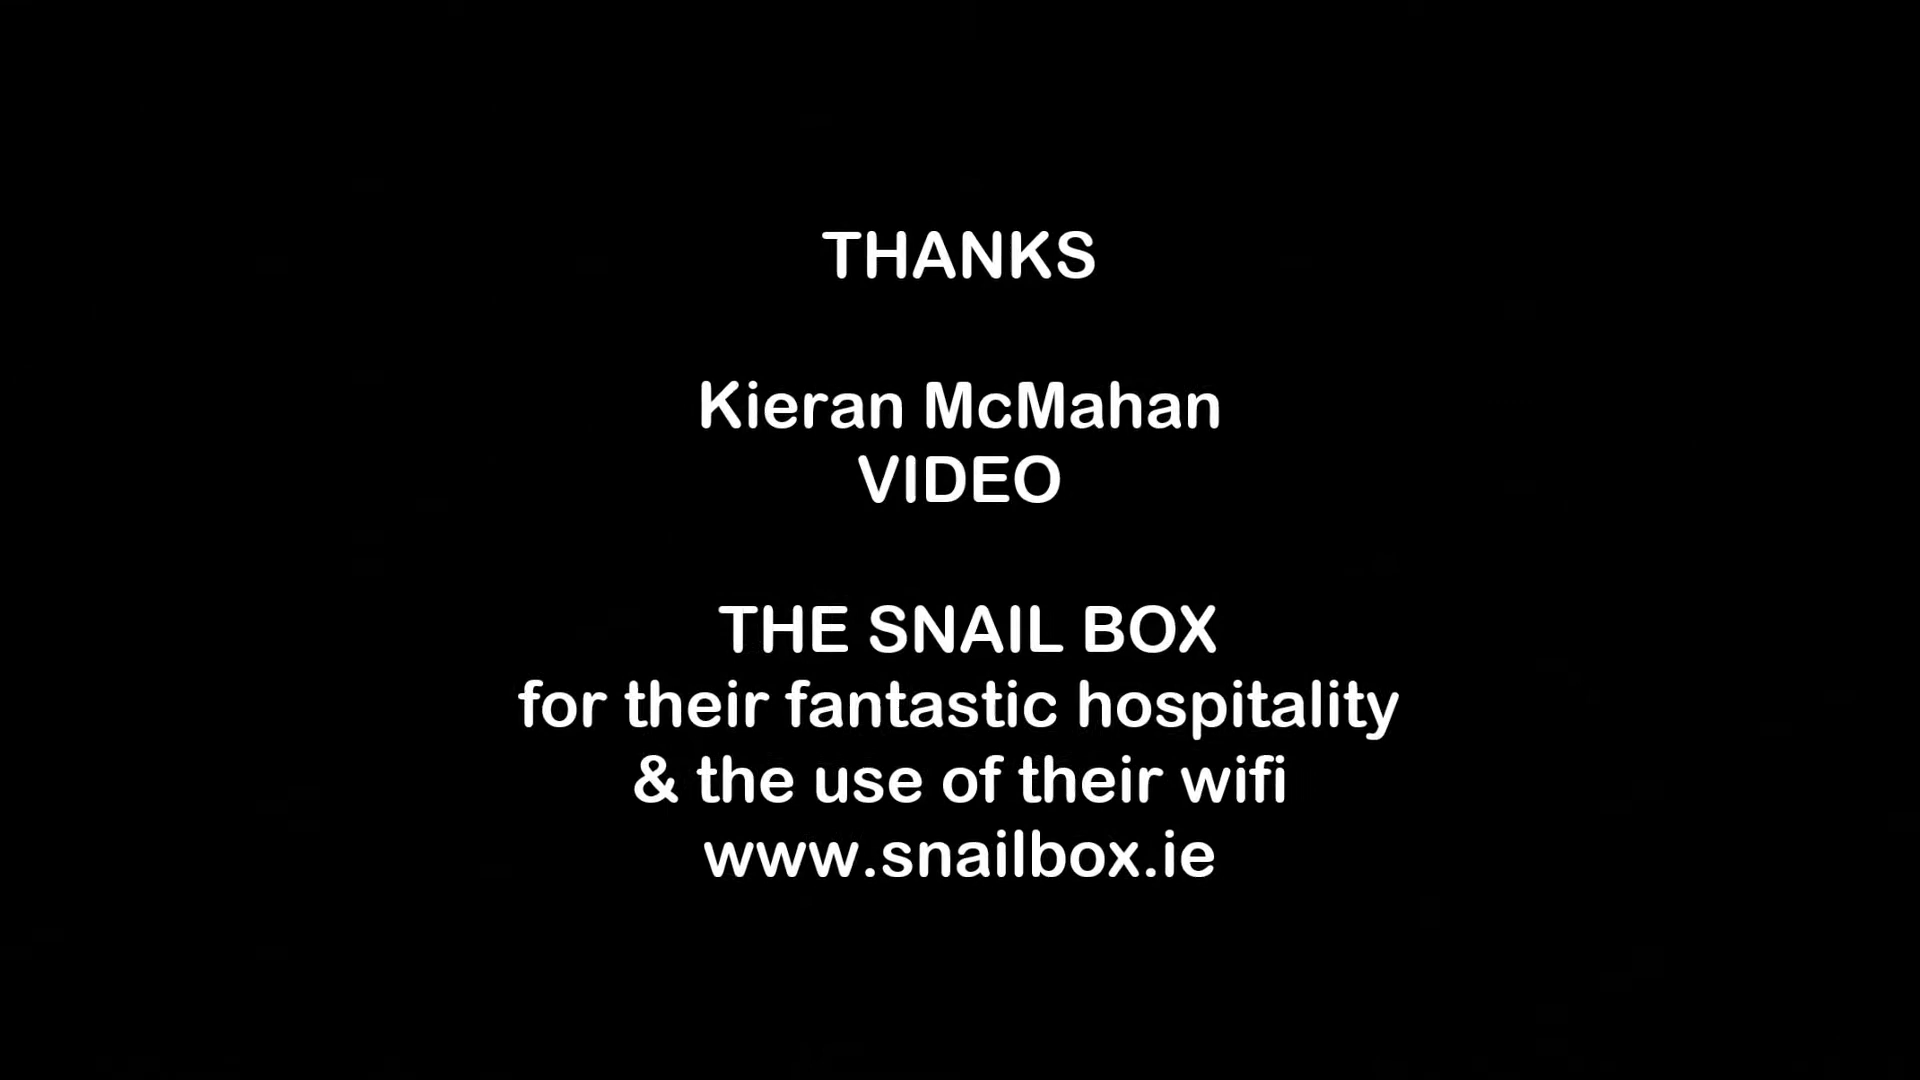 THANKS
Kieran McMahan
VIDEO
THE SNAIL BOX
for their fantastic hospitality
& the use of their wifi
www.snailbox.ie